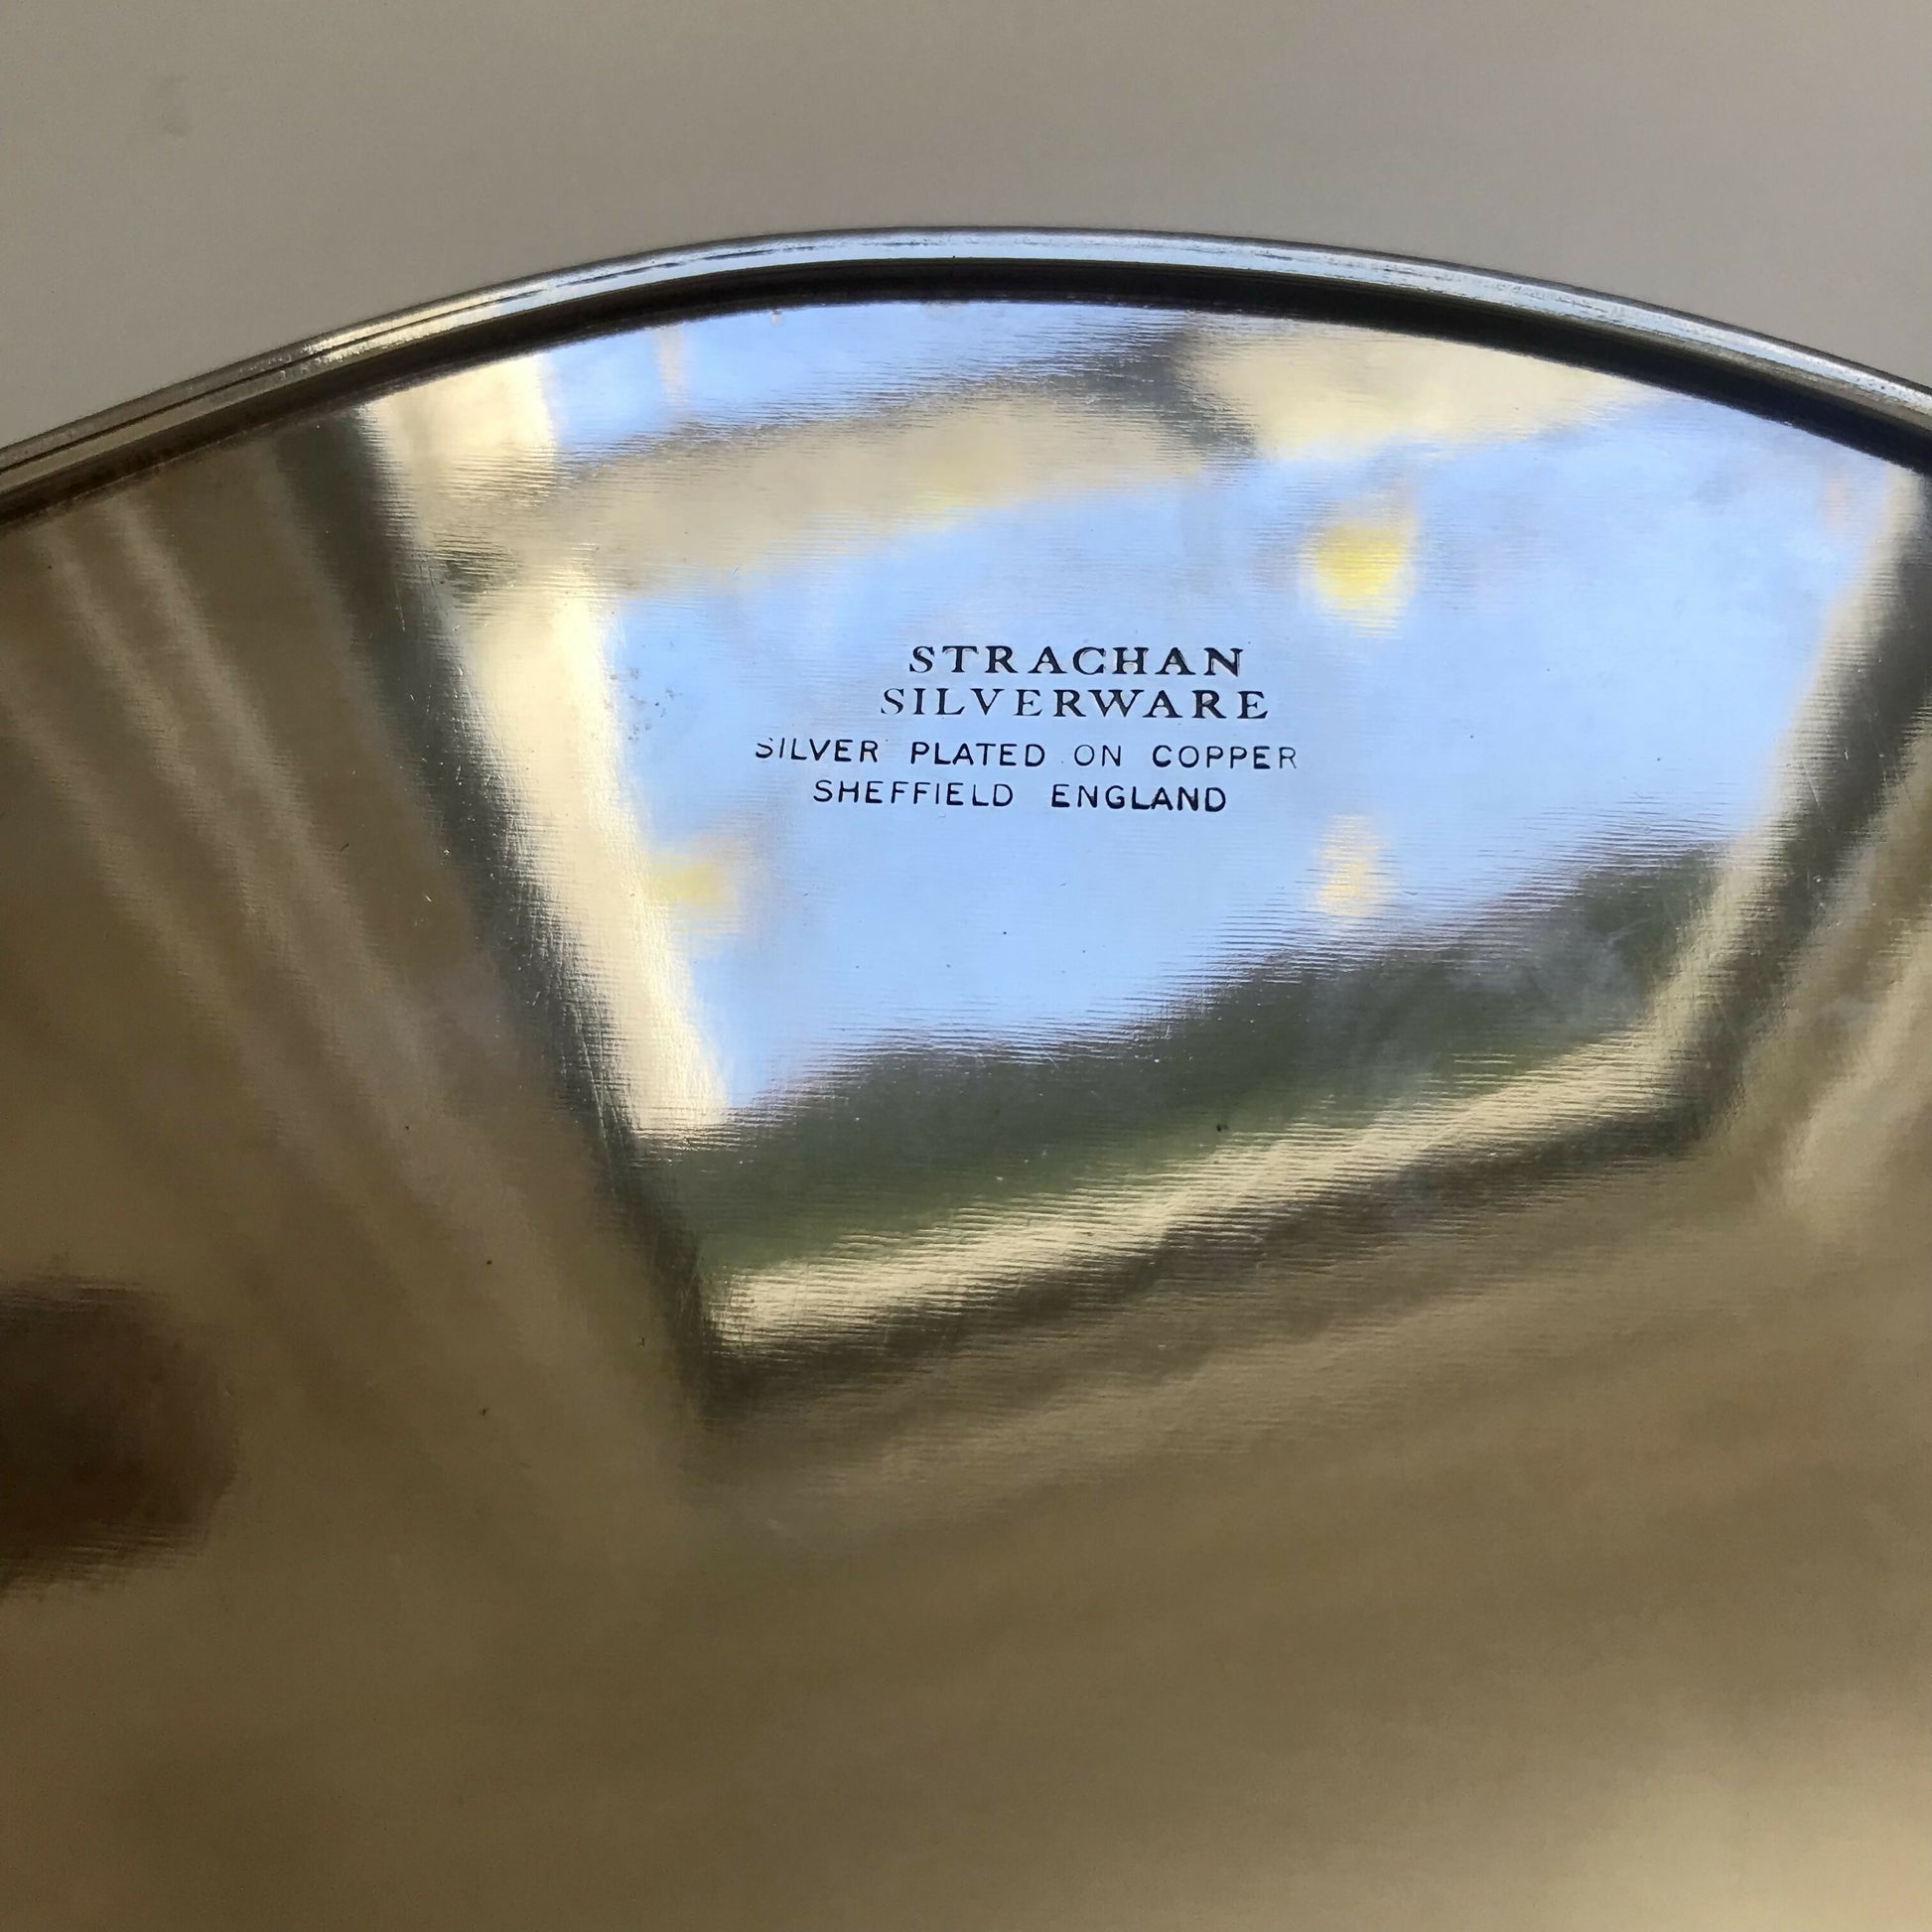 STRACHAN
SILVERWARE
SILVER PLATED ON COPPER
SHEFFIELD ENGLAND